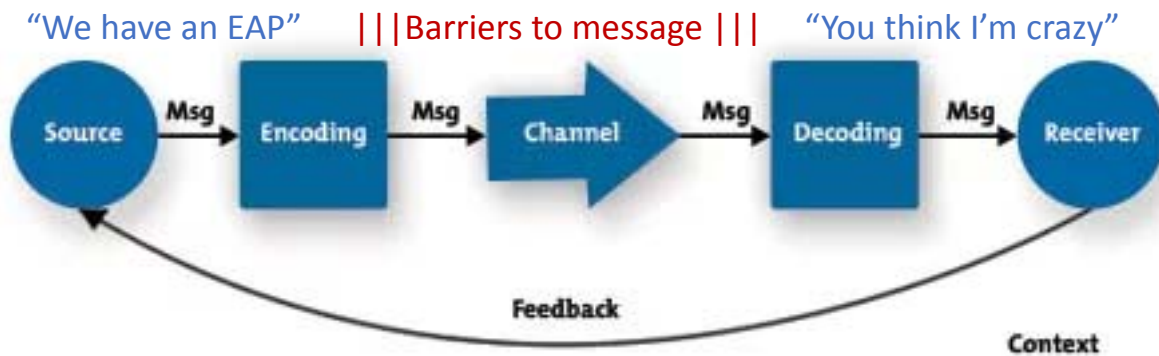 “We have an EAP” |||Barriers to message ||| “You think I’m crazy”
Msg Msg Msg Msg
Source Encoding Channel Decoding Receiver
Feedback
Context